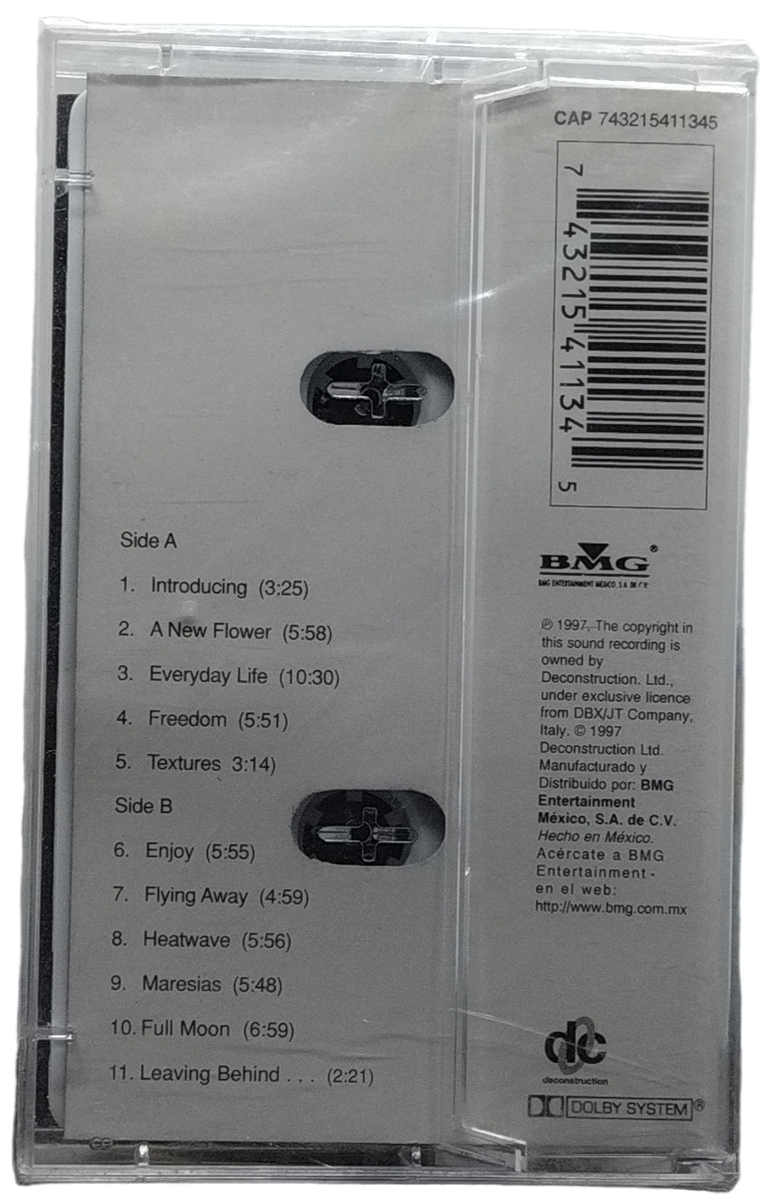 Side A
1. Introducing (3:25)
2. A New Flower (5:58)
3. Everyday Life (10:30)
4. Freedom (5:51)
5. Textures 3:14)
Side B
6. Enjoy (5:55)
7. Flying Away (4:59)
8. Heatwave (5:56)
9. Maresias (5:48)
10. Full Moon (6:59)
11. Leaving Behind . . . (2:21)
CAP 743215411345
7 43215 41134 5
BMG®
BMG ENTERTAINMENT MEXICO, S.A. DE C.V.
℗ 1997, The copyright in
this sound recording is
owned by
Deconstruction. Ltd.,
under exclusive licence
from DBX/JT Company,
Italy. © 1997
Deconstruction Ltd.
Manufacturado y
Distribuido por: BMG
Entertainment
México, S.A. de C.V.
Hecho en México.
Acércate a BMG
Entertainment-
en el web:
http://www.bmg.com.mx
dc
deconstruction
DOLBY SYSTEM®